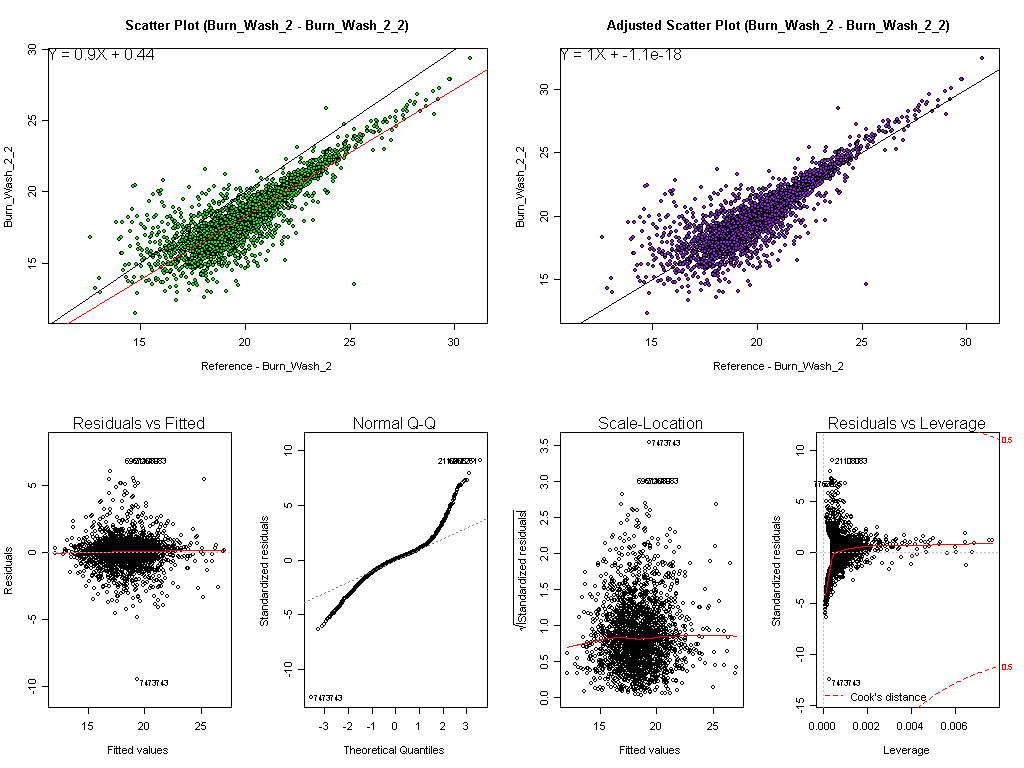 Scatter Plot (Burn_Wash_2 - Burn_Wash_2_2)
Y = 0.9X + 0.44
Burn_Wash_2_2
30
25
20
15
15 20 25 30
Reference - Burn_Wash_2
Adjusted Scatter Plot (Burn_Wash_2 - Burn_Wash_2_2)
Y = 1X + -1.1e-18
Burn_Wash_2_2
30
25
20
15
15 20 25 30
Reference - Burn_Wash_2
Residuals vs Fitted
Residuals
5
0
-5
-10
7473743
15 20 25
Fitted values
Normal Q-Q
Standardized residuals
10
5
0
-5
-10
7473743
-3 -2 -1 0 1 2 3
Theoretical Quantiles
Scale-Location
√|Standardized residuals|
3.5
3.0
2.5
2.0
1.5
1.0
0.5
0.0
7473743
15 20 25
Fitted values
Residuals vs Leverage
Standardized residuals
10
5
0
-5
-10
-15
7473743
Cook's distance
0.5
0.5
0.000 0.002 0.004 0.006
Leverage